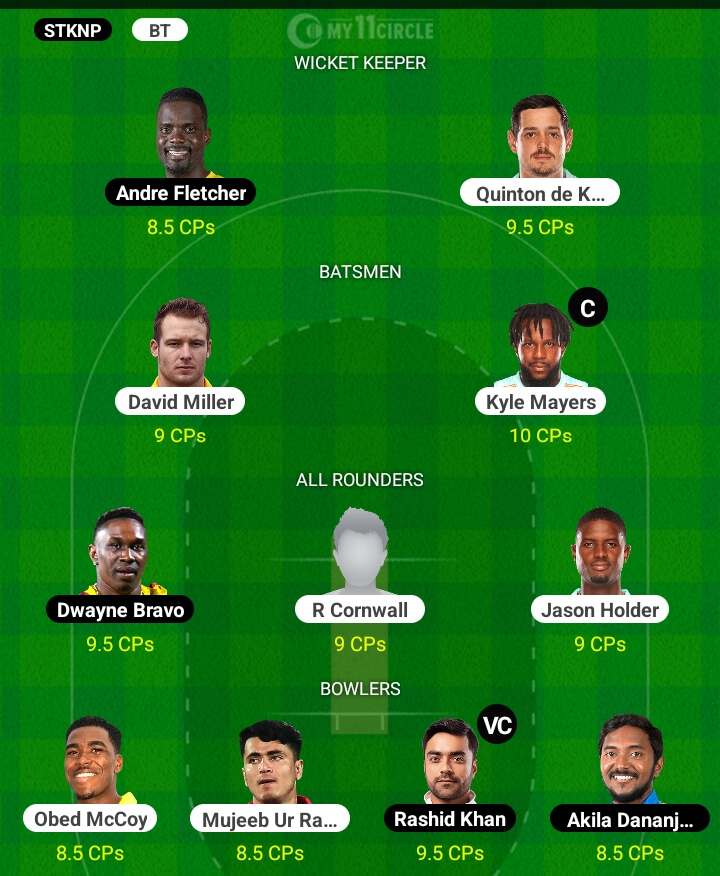 STKNP BT MY11CIRCLE
WICKET KEEPER
Andre Fletcher Quinton de K...
8.5 CPs 9.5 CPs
BATSMEN
C
David Miller Kyle Mayers
9 CPs 10 CPs
ALL ROUNDERS
Dwayne Bravo R Cornwall Jason Holder
9.5 CPs 9 CPs 9 CPs
BOWLERS
VC
Obed McCoy Mujeeb Ur Ra... Rashid Khan Akila Dananj...
8.5 CPs 8.5 CPs 9.5 CPs 8.5 CPs